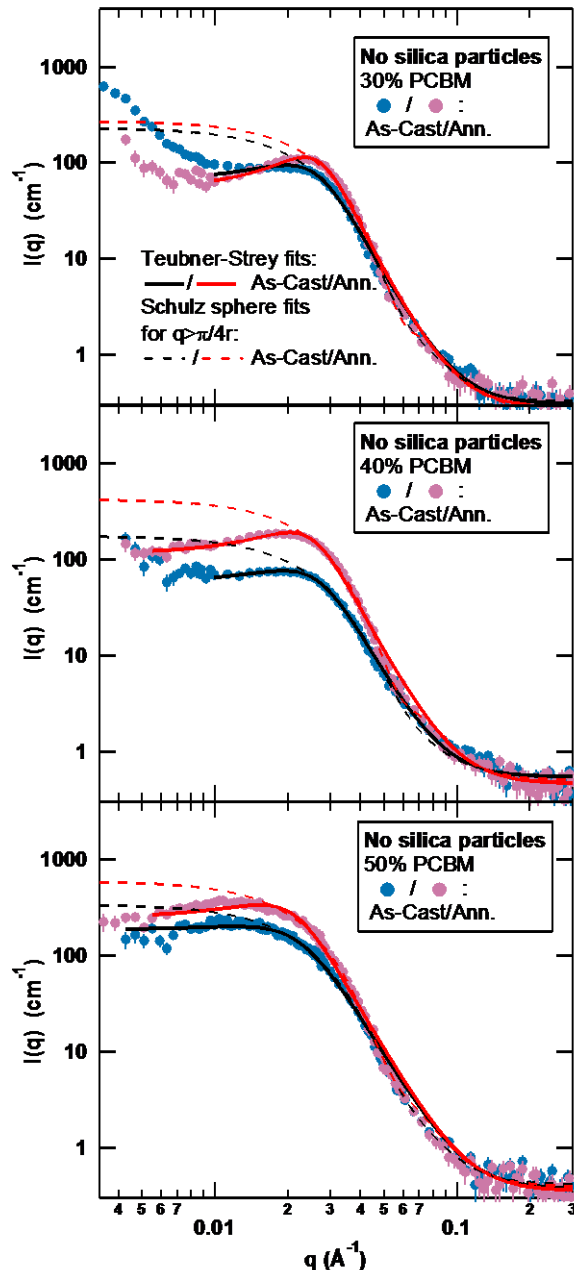 No silica particles
30% PCBM
/ :
As-Cast/Ann.
1000
100
10
1
I(q) (cm⁻¹)
Teubner-Strey fits:
/ As-Cast/Ann.
Schulz sphere fits
for q>π/4r:
/ As-Cast/Ann.
No silica particles
40% PCBM
/ :
As-Cast/Ann.
1000
100
10
1
I(q) (cm⁻¹)
No silica particles
50% PCBM
/ :
As-Cast/Ann.
1000
100
10
1
I(q) (cm⁻¹)
4 5 6 7 2 3 4 5 6 7 2 3
0.01 0.1
q (A⁻¹)